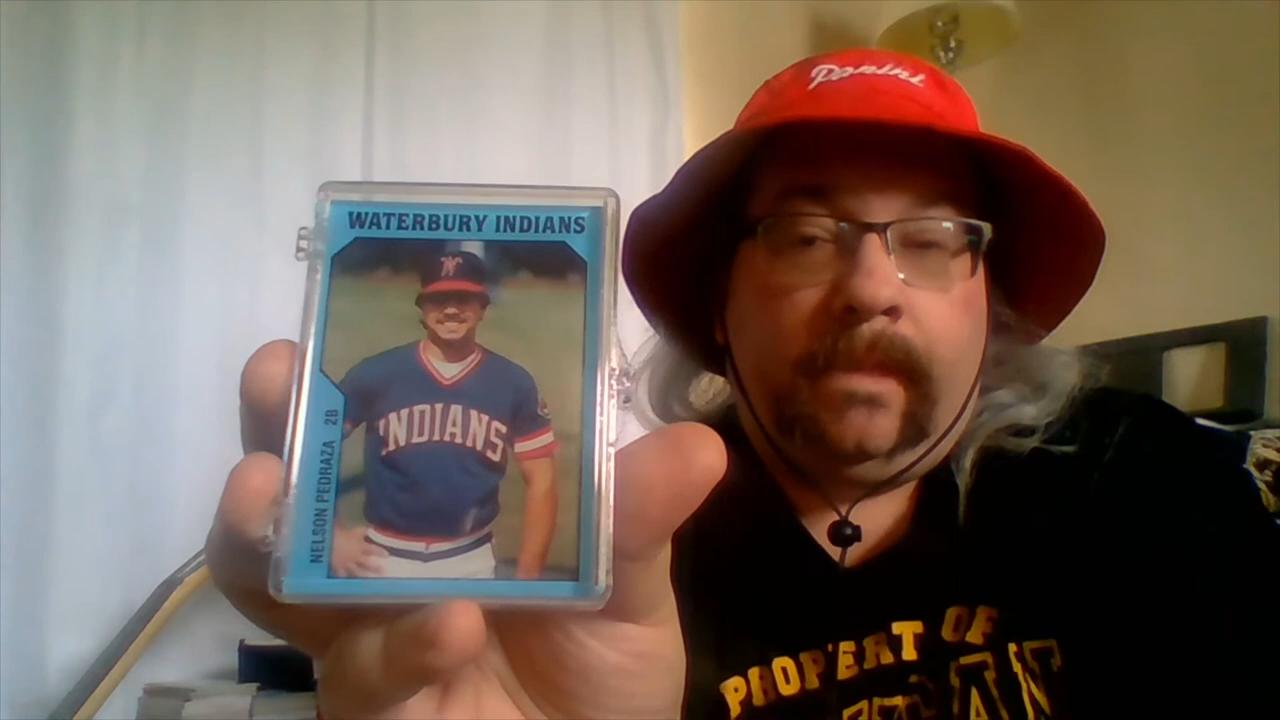 Panini
WATERBURY INDIANS
W
INDIANS
NELSON PEDRAZA 2B
PROPERT OF